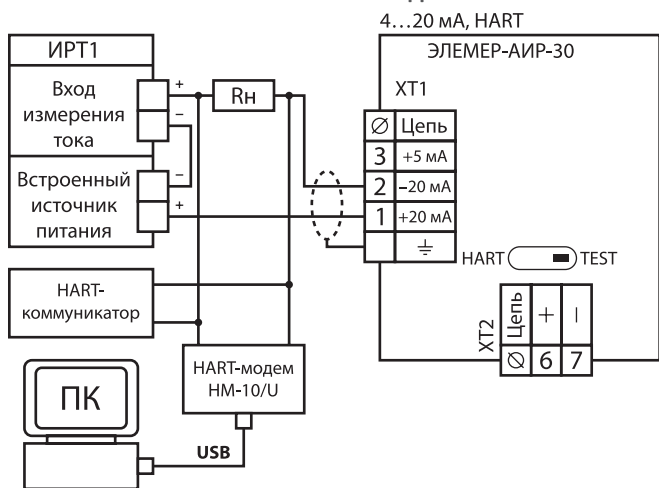 4...20 мА, HART
ИРТ1
Вход
измерения
тока
+
−
Встроенный
источник
питания
−
+
Rн
ЭЛЕМЕР-АИР-30
XT1
∅ Цепь
3 +5 мА
2 −20 мА
1 +20 мА
HART TEST
HART-
коммуникатор
HART-модем
HM-10/U
XT2
Цепь + −
∅ 6 7
ПК
USB